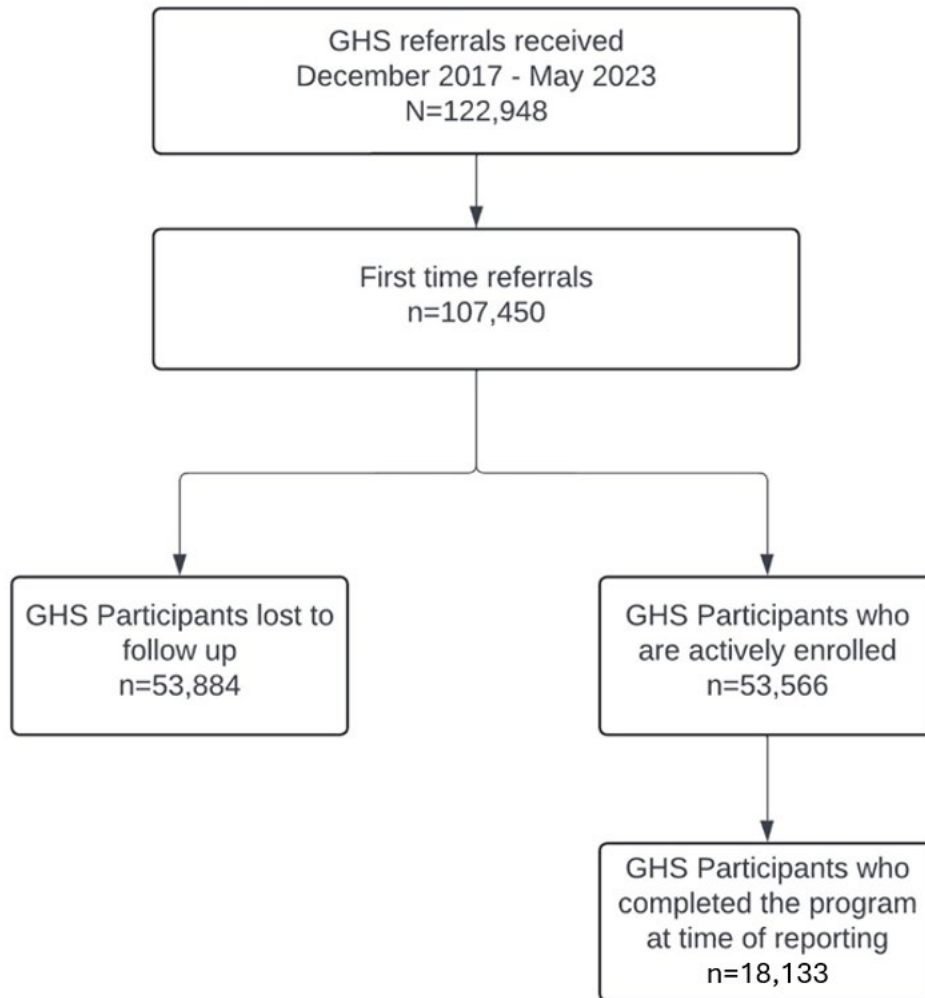 GHS referrals received
December 2017 - May 2023
N=122,948
First time referrals
n=107,450
GHS Participants lost to
follow up
n=53,884
GHS Participants who
are actively enrolled
n=53,566
GHS Participants who
completed the program
at time of reporting
n=18,133